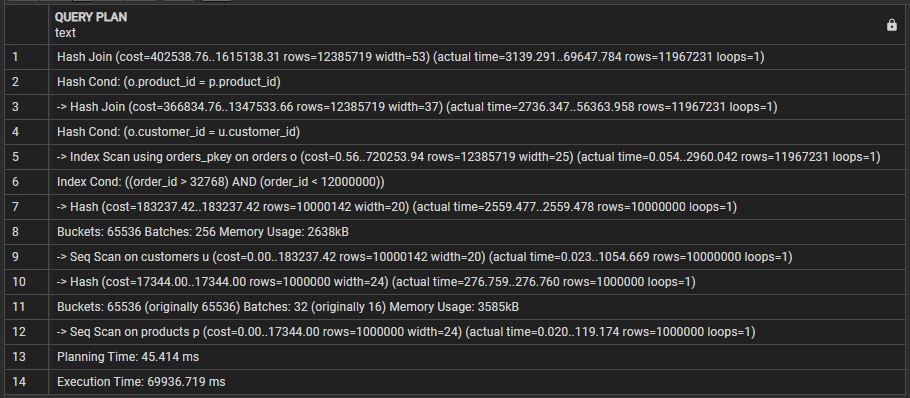 QUERY PLAN
text
1 Hash Join (cost=402538.76..1615138.31 rows=12385719 width=53) (actual time=3139.291..69647.784 rows=11967231 loops=1)
2 Hash Cond: (o.product_id = p.product_id)
3 -> Hash Join (cost=366834.76..1347533.66 rows=12385719 width=37) (actual time=2736.347..56363.958 rows=11967231 loops=1)
4 Hash Cond: (o.customer_id = u.customer_id)
5 -> Index Scan using orders_pkey on orders o (cost=0.56..720253.94 rows=12385719 width=25) (actual time=0.054..2960.042 rows=11967231 loops=1)
6 Index Cond: ((order_id > 32768) AND (order_id < 12000000))
7 -> Hash (cost=183237.42..183237.42 rows=10000142 width=20) (actual time=2559.477..2559.478 rows=10000000 loops=1)
8 Buckets: 65536 Batches: 256 Memory Usage: 2638kB
9 -> Seq Scan on customers u (cost=0.00..183237.42 rows=10000142 width=20) (actual time=0.023..1054.669 rows=10000000 loops=1)
10 -> Hash (cost=17344.00..17344.00 rows=1000000 width=24) (actual time=276.759..276.760 rows=1000000 loops=1)
11 Buckets: 65536 (originally 65536) Batches: 32 (originally 16) Memory Usage: 3585kB
12 -> Seq Scan on products p (cost=0.00..17344.00 rows=1000000 width=24) (actual time=0.020..119.174 rows=1000000 loops=1)
13 Planning Time: 45.414 ms
14 Execution Time: 69936.719 ms